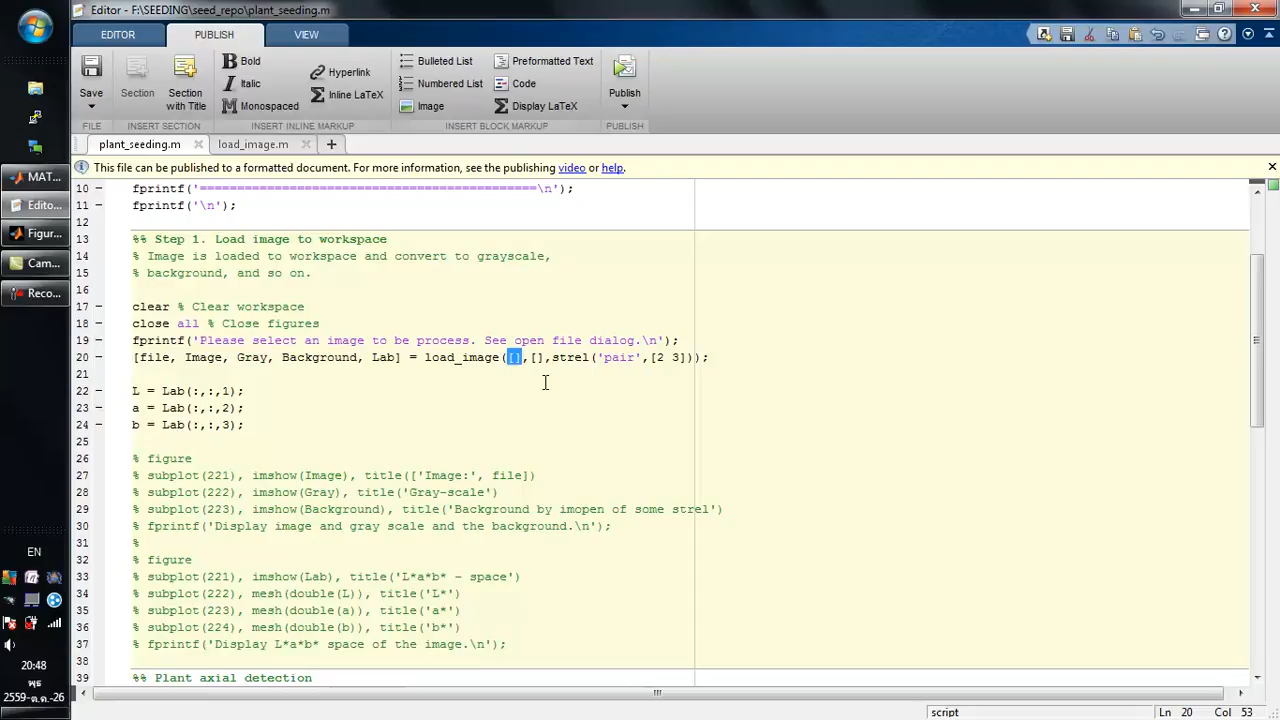 Editor - F:\SEEDING\seed_repo\plant_seeding.m
EDITOR
PUBLISH
VIEW
Save
Section
Section with Title
Bold
Italic
Monospaced
Hyperlink
Inline LaTeX
Bulleted List
Numbered List
Image
Preformatted Text
Code
Display LaTeX
Publish
FILE
INSERT SECTION
INSERT INLINE MARKUP
INSERT BLOCK MARKUP
PUBLISH
plant_seeding.m
load_image.m
This file can be published to a formatted document. For more information, see the publishing video or help.
10 fprintf('==============================================\n');
11 fprintf('\n');
12
13 %% Step 1. Load image to workspace
14 % Image is loaded to workspace and convert to grayscale,
15 % background, and so on.
16
17 clear % Clear workspace
18 close all % Close figures
19 fprintf('Please select an image to be process. See open file dialog.\n');
20 [file, Image, Gray, Background, Lab] = load_image([],[],strel('pair',[2 3]));
21
22 L = Lab(:,:,1);
23 a = Lab(:,:,2);
24 b = Lab(:,:,3);
25
26 % figure
27 % subplot(221), imshow(Image), title(['Image:', file])
28 % subplot(222), imshow(Gray), title('Gray-scale')
29 % subplot(223), imshow(Background), title('Background by imopen of some strel')
30 % fprintf('Display image and gray scale and the background.\n');
31 %
32 % figure
33 % subplot(221), imshow(Lab), title('L*a*b* - space')
34 % subplot(222), mesh(double(L)), title('L*')
35 % subplot(223), mesh(double(a)), title('a*')
36 % subplot(224), mesh(double(b)), title('b*')
37 % fprintf('Display L*a*b* space of the image.\n');
38
39 %% Plant axial detection
script
Ln 20 Col 53
MAT...
Edito...
Figur...
Cam...
Reco...
EN
20:48
พธ
2559-ต.ค.-26